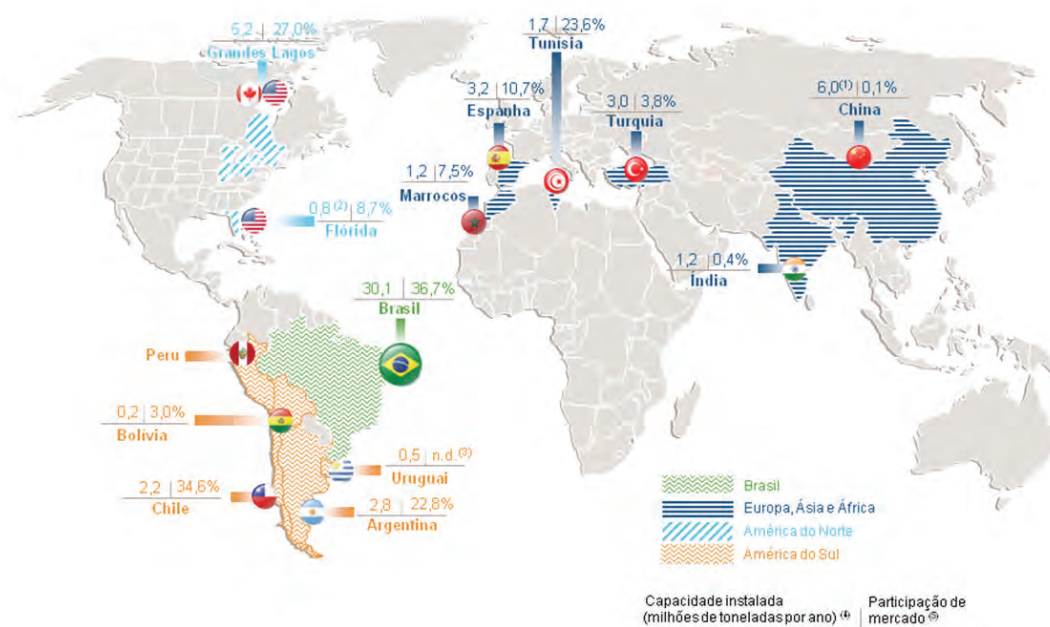 5,2 | 27,0%
Grandes Lagos
1,7 | 23,6%
Tunísia
3,2 | 10,7%
Espanha
3,0 | 3,8%
Turquia
6,0(1) | 0,1%
China
1,2 | 7,5%
Marrocos
0,8 (2) | 8,7%
Flórida
1,2 | 0,4%
Índia
30,1 | 36,7%
Brasil
Peru
0,2 | 3,0%
Bolívia
0,5 | n.d.(3)
Uruguai
2,2 | 34,6%
Chile
2,8 | 22,8%
Argentina
Brasil
Europa, Ásia e África
América do Norte
América do Sul
Capacidade instalada
(milhões de toneladas por ano) (4)
Participação de
mercado (5)